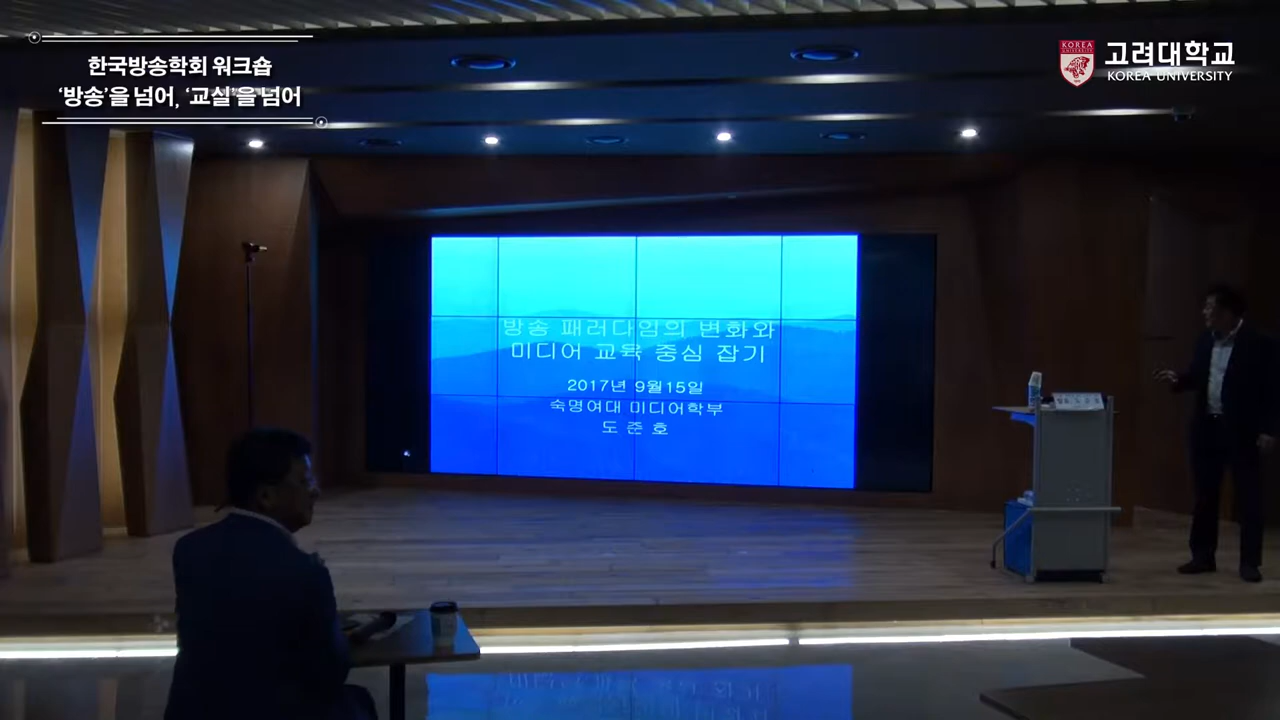 한국방송학회 워크숍
‘방송’을 넘어, ‘교실’을 넘어
KOREA
UNIVERSITY
고려대학교
KOREA UNIVERSITY
방송 패러다임의 변화와
미디어 교육 중심 잡기
2017년 9월15일
숙명여대 미디어학부
도 준 호